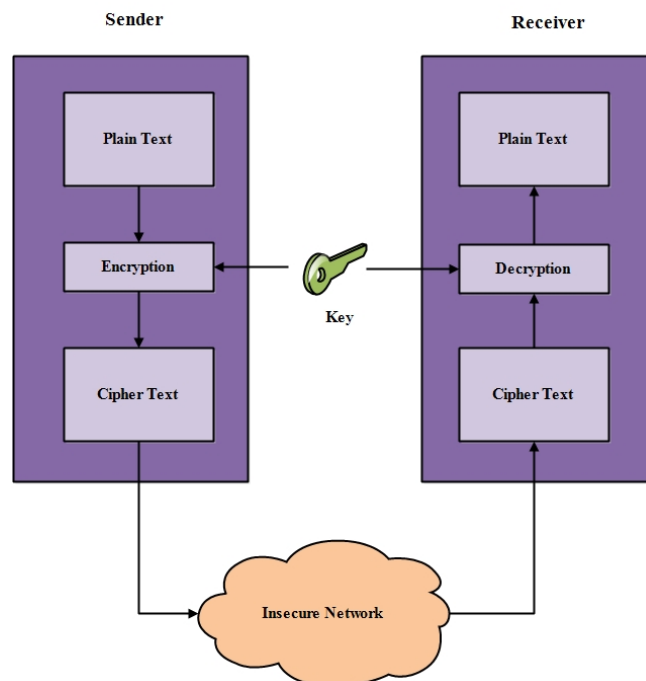 Sender
Receiver
Plain Text
Plain Text
Encryption
Decryption
Key
Cipher Text
Cipher Text
Insecure Network